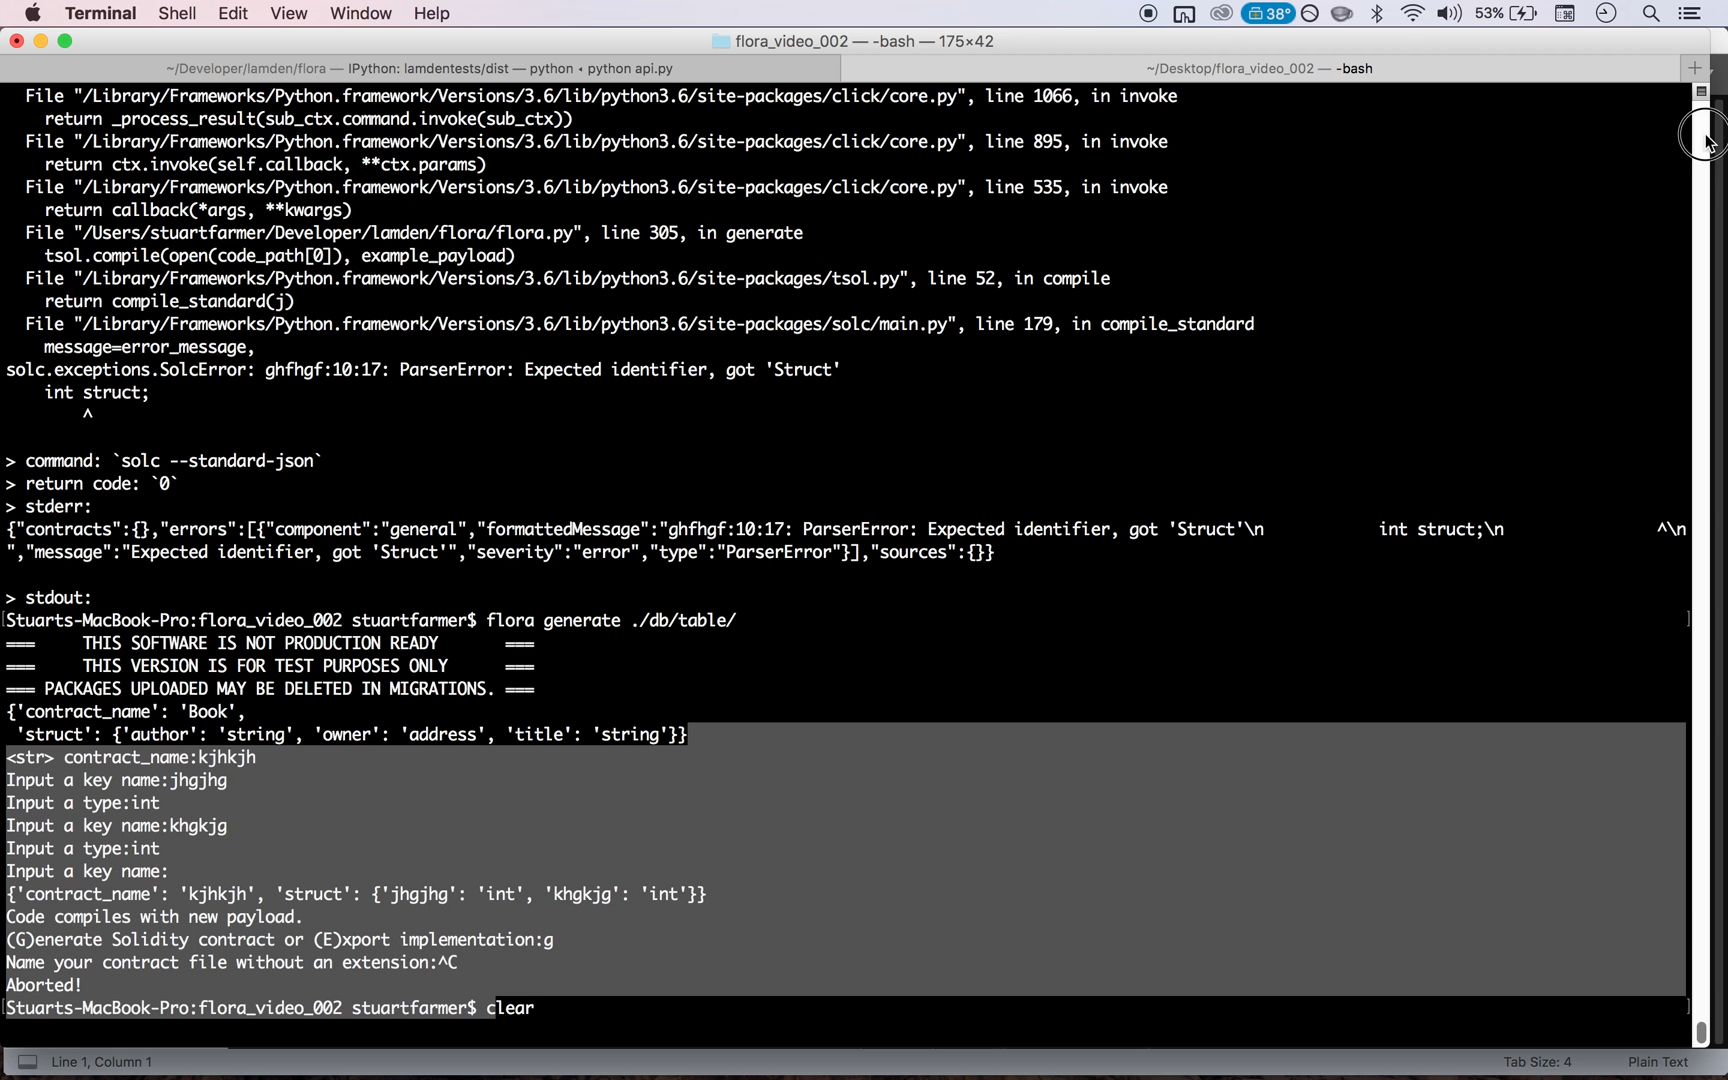 Terminal Shell Edit View Window Help 38° 53%
flora_video_002 — -bash — 175×42
~/Developer/lamden/flora — IPython: lamdentests/dist — python ◂ python api.py ~/Desktop/flora_video_002 — -bash +
File "/Library/Frameworks/Python.framework/Versions/3.6/lib/python3.6/site-packages/click/core.py", line 1066, in invoke
return _process_result(sub_ctx.command.invoke(sub_ctx))
File "/Library/Frameworks/Python.framework/Versions/3.6/lib/python3.6/site-packages/click/core.py", line 895, in invoke
return ctx.invoke(self.callback, **ctx.params)
File "/Library/Frameworks/Python.framework/Versions/3.6/lib/python3.6/site-packages/click/core.py", line 535, in invoke
return callback(*args, **kwargs)
File "/Users/stuartfarmer/Developer/lamden/flora/flora.py", line 305, in generate
tsol.compile(open(code_path[0]), example_payload)
File "/Library/Frameworks/Python.framework/Versions/3.6/lib/python3.6/site-packages/tsol.py", line 52, in compile
return compile_standard(j)
File "/Library/Frameworks/Python.framework/Versions/3.6/lib/python3.6/site-packages/solc/main.py", line 179, in compile_standard
message=error_message,
solc.exceptions.SolcError: ghfhgf:10:17: ParserError: Expected identifier, got 'Struct'
int struct;
^
> command: `solc --standard-json`
> return code: `0`
> stderr:
{"contracts":{},"errors":[{"component":"general","formattedMessage":"ghfhgf:10:17: ParserError: Expected identifier, got 'Struct'\n int struct;\n ^\n
","message":"Expected identifier, got 'Struct'","severity":"error","type":"ParserError"}],"sources":{}}
> stdout:
[Stuarts-MacBook-Pro:flora_video_002 stuartfarmer$ flora generate ./db/table/ ]
=== THIS SOFTWARE IS NOT PRODUCTION READY ===
=== THIS VERSION IS FOR TEST PURPOSES ONLY ===
=== PACKAGES UPLOADED MAY BE DELETED IN MIGRATIONS. ===
{'contract_name': 'Book',
'struct': {'author': 'string', 'owner': 'address', 'title': 'string'}}
<str> contract_name:kjhkjh
Input a key name:jhgjhg
Input a type:int
Input a key name:khgkjg
Input a type:int
Input a key name:
{'contract_name': 'kjhkjh', 'struct': {'jhgjhg': 'int', 'khgkjg': 'int'}}
Code compiles with new payload.
(G)enerate Solidity contract or (E)xport implementation:g
Name your contract file without an extension:^C
Aborted!
[Stuarts-MacBook-Pro:flora_video_002 stuartfarmer$ clear ]
Line 1, Column 1 Tab Size: 4 Plain Text